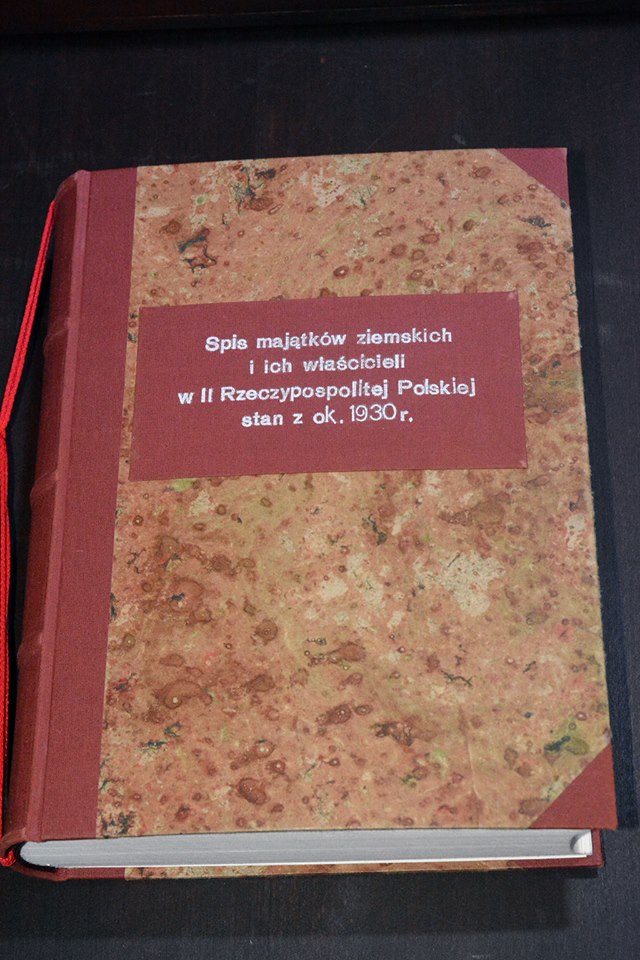 Spis majątków ziemskich
i ich właścicieli
w II Rzeczypospolitej Polskiej
stan z ok. 1930 r.